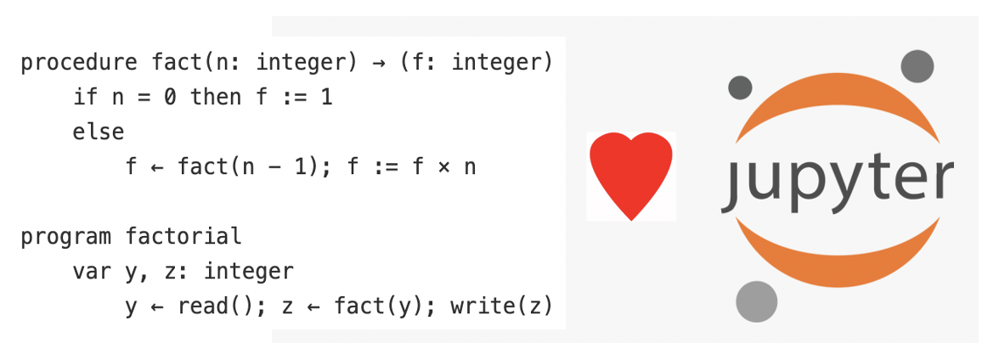 procedure fact(n: integer) → (f: integer)
    if n = 0 then f := 1
    else
        f ← fact(n − 1); f := f × n
program factorial
    var y, z: integer
        y ← read(); z ← fact(y); write(z)
jupyter